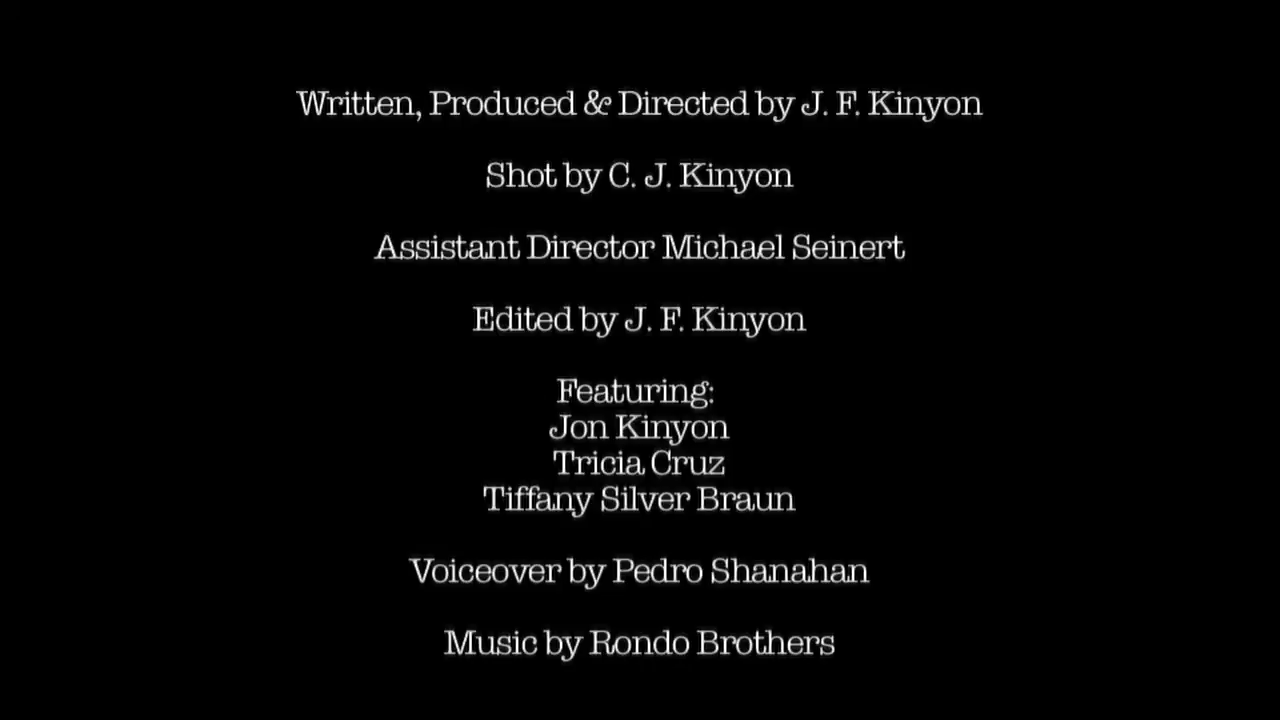 Written, Produced & Directed by J. F. Kinyon
Shot by C. J. Kinyon
Assistant Director Michael Seinert
Edited by J. F. Kinyon
Featuring:
Jon Kinyon
Tricia Cruz
Tiffany Silver Braun
Voiceover by Pedro Shanahan
Music by Rondo Brothers